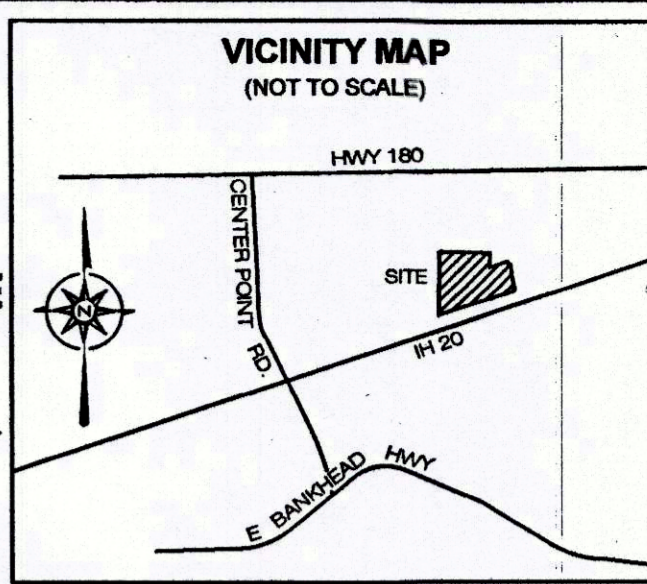 VICINITY MAP
(NOT TO SCALE)
HWY 180
CENTER POINT
RD.
SITE
N
IH 20
E BANKHEAD HWY